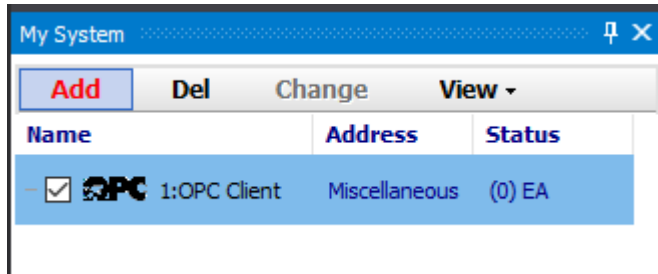 My System
Add Del Change View
Name Address Status
OPC 1:OPC Client Miscellaneous (0) EA